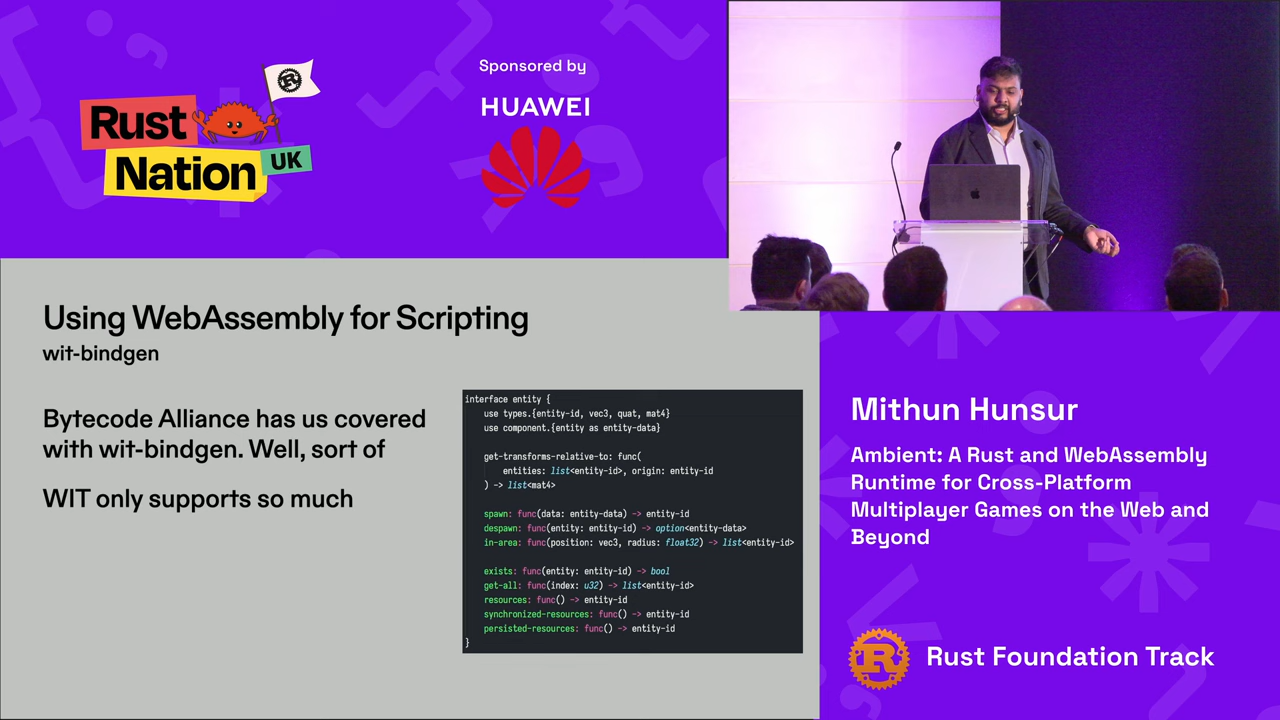 Rust
Nation
UK
Sponsored by
HUAWEI
Using WebAssembly for Scripting
wit-bindgen
Bytecode Alliance has us covered
with wit-bindgen. Well, sort of
WIT only supports so much
interface entity {
    use types.{entity-id, vec3, quat, mat4}
    use component.{entity as entity-data}
    get-transforms-relative-to: func(
        entities: list<entity-id>, origin: entity-id
    ) -> list<mat4>
    spawn: func(data: entity-data) -> entity-id
    despawn: func(entity: entity-id) -> option<entity-data>
    in-area: func(position: vec3, radius: float32) -> list<entity-id>
    exists: func(entity: entity-id) -> bool
    get-all: func(index: u32) -> list<entity-id>
    resources: func() -> entity-id
    synchronized-resources: func() -> entity-id
    persisted-resources: func() -> entity-id
}
Mithun Hunsur
Ambient: A Rust and WebAssembly
Runtime for Cross-Platform
Multiplayer Games on the Web and
Beyond
R
Rust Foundation Track